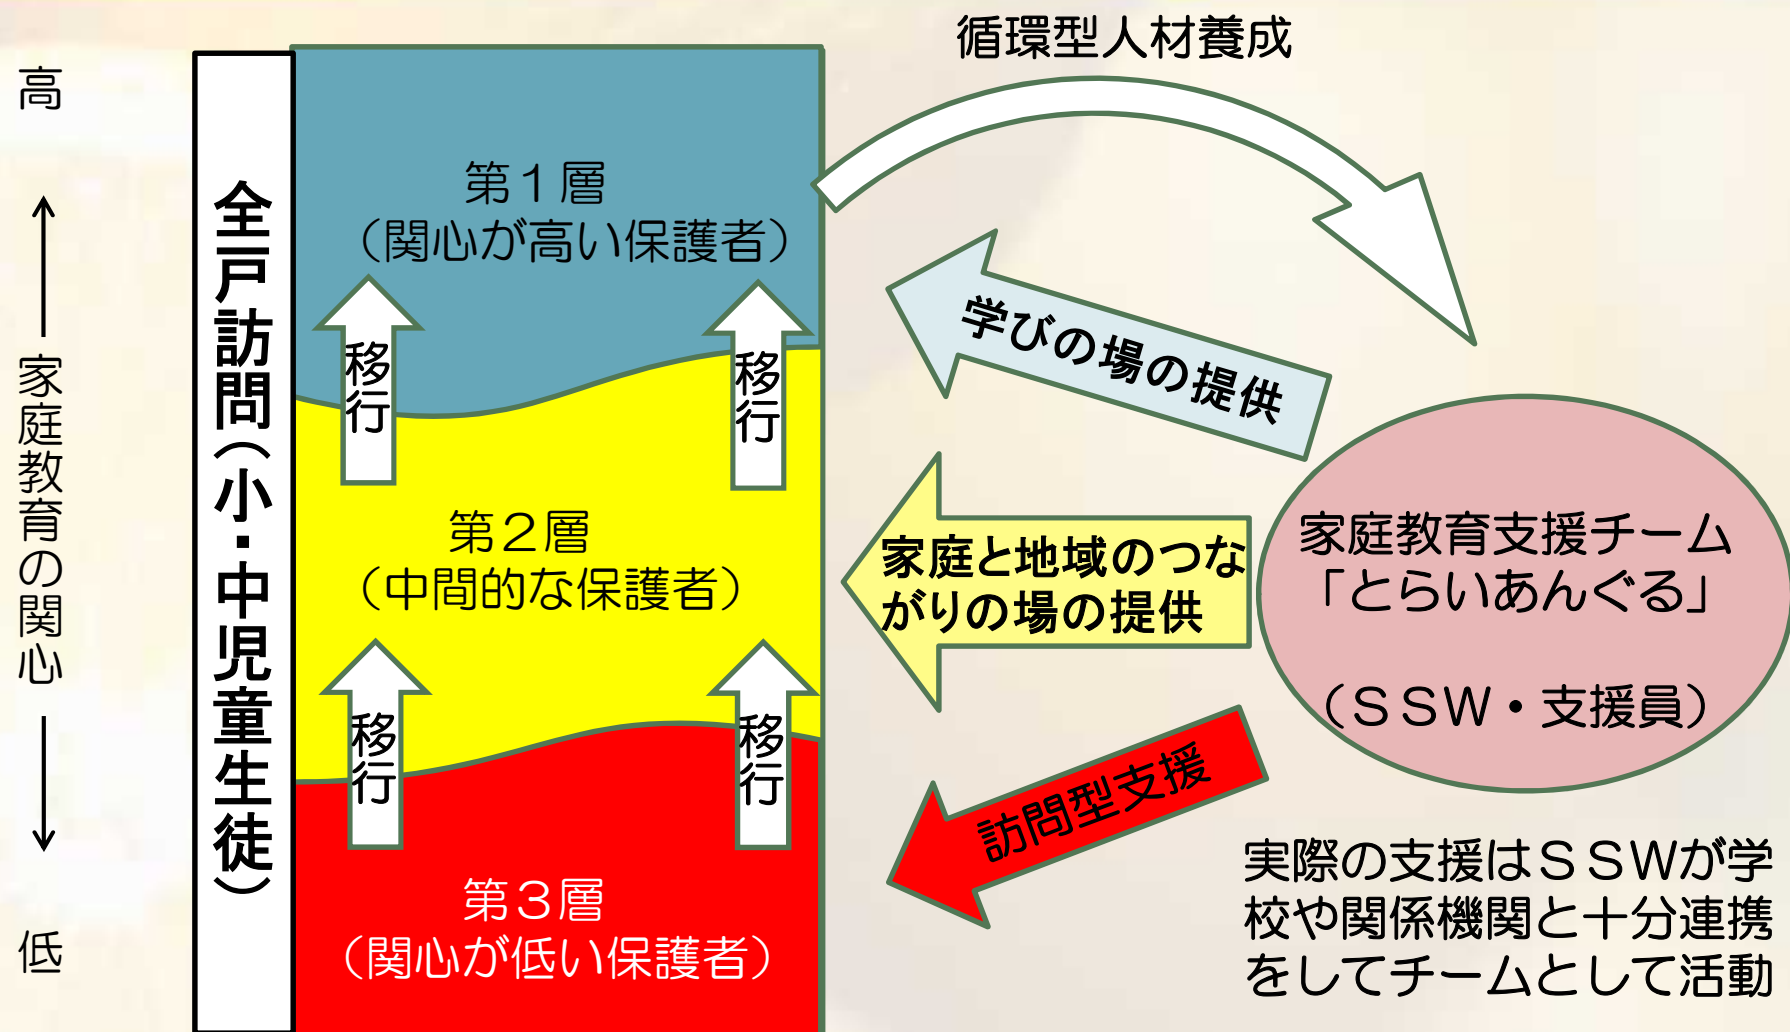 循環型人材養成
高
家庭教育の関心
低
全戸訪問（小・中児童生徒）
第１層
（関心が高い保護者）
移行
移行
第２層
（中間的な保護者）
移行
移行
第３層
（関心が低い保護者）
学びの場の提供
家庭と地域のつな
がりの場の提供
訪問型支援
家庭教育支援チーム
「とらいあんぐる」
（ＳＳＷ・支援員）
実際の支援はＳＳＷが学
校や関係機関と十分連携
をしてチームとして活動